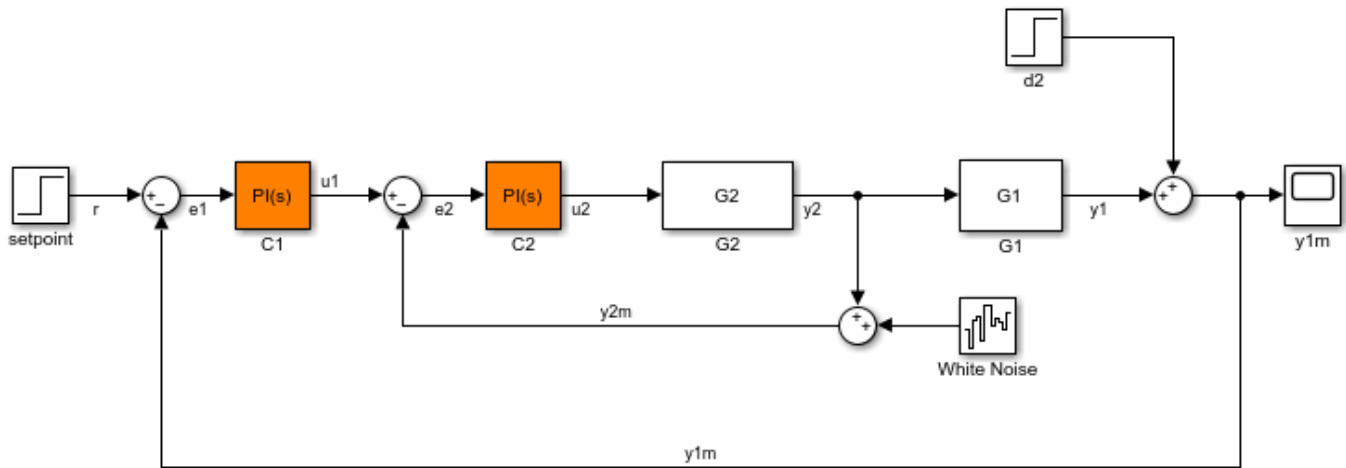 d2
setpoint
r
+
−
e1
PI(s)
C1
u1
+
−
e2
PI(s)
C2
u2
G2
G2
y2
G1
G1
y1
+
+
y1m
y2m
+
+
White Noise
y1m